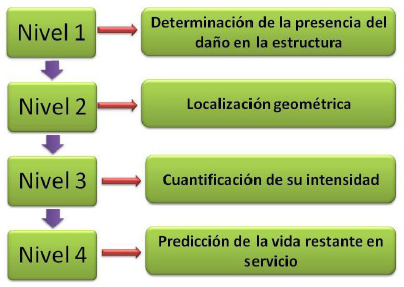 Nivel 1
Determinación de la presencia del
daño en la estructura
Nivel 2
Localización geométrica
Nivel 3
Cuantificación de su intensidad
Nivel 4
Predicción de la vida restante en
servicio